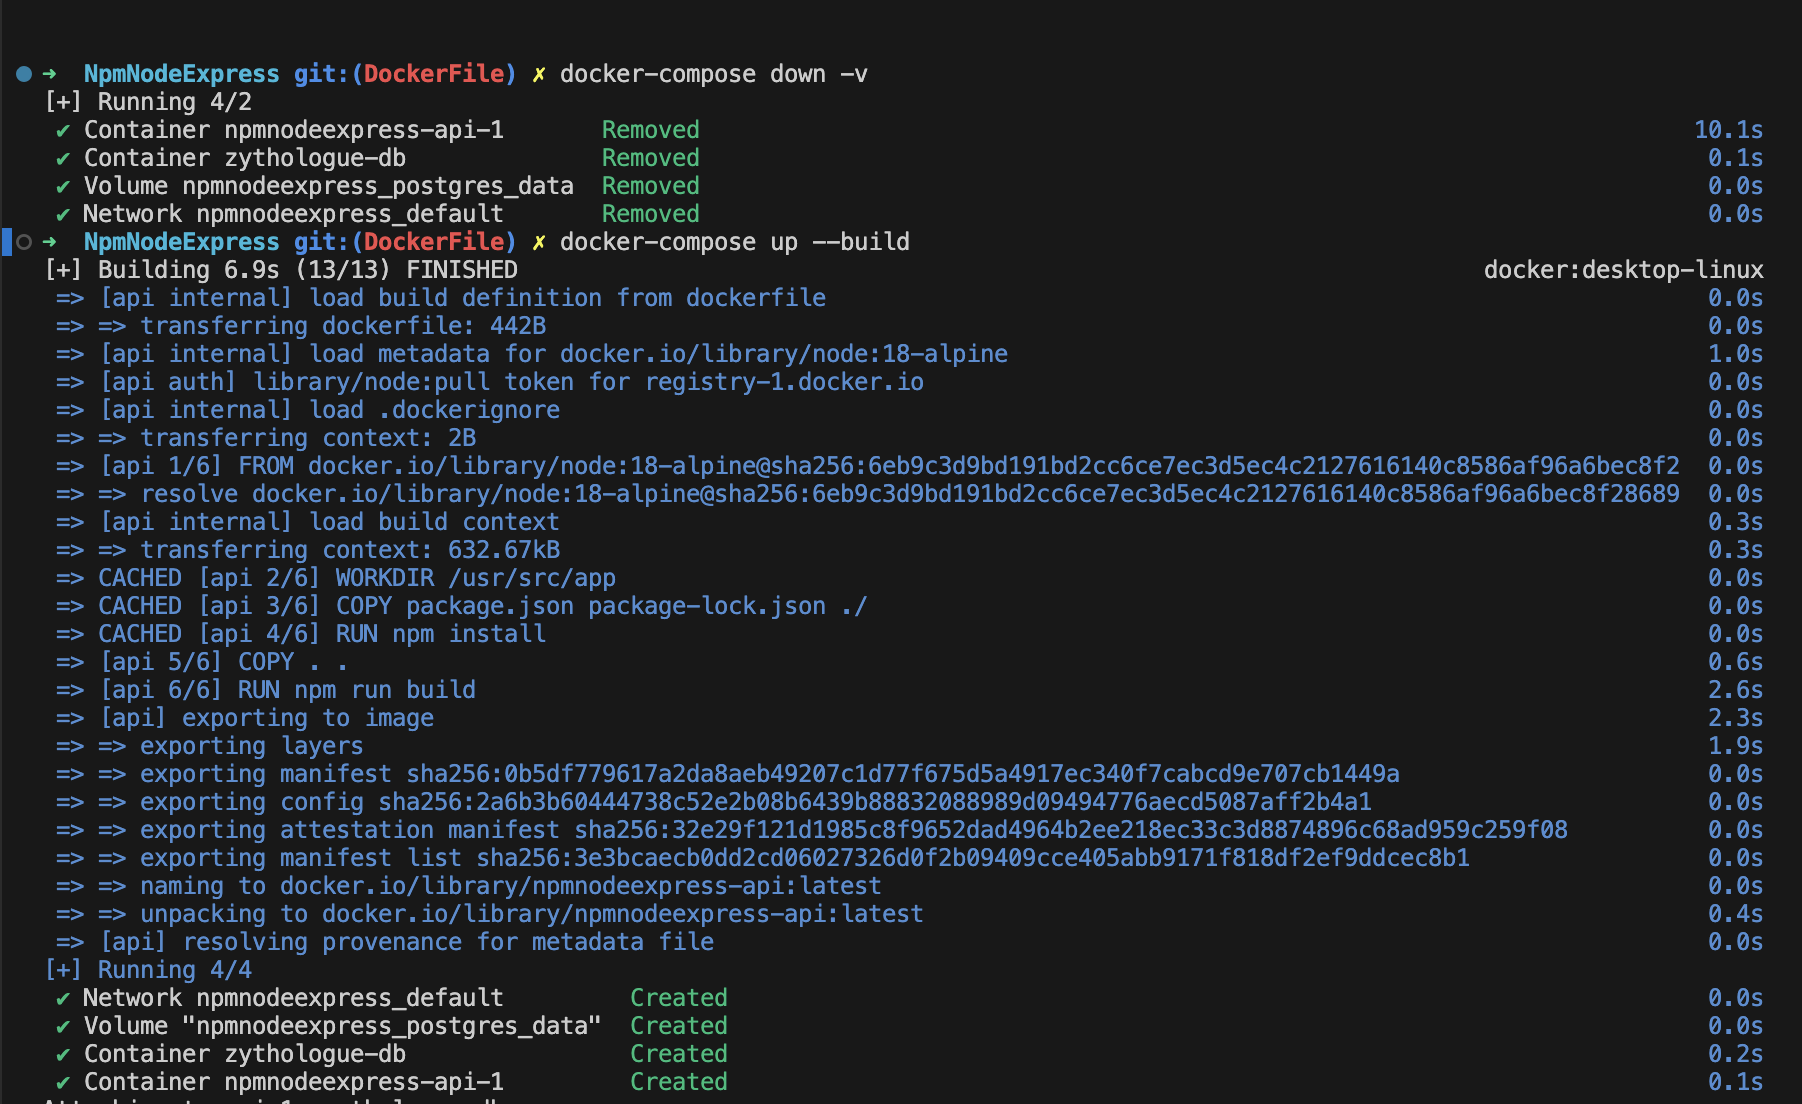 ➜  NpmNodeExpress git:(DockerFile) ✗ docker-compose down -v
[+] Running 4/2
✔ Container npmnodeexpress-api-1 Removed 10.1s
✔ Container zythologue-db Removed 0.1s
✔ Volume npmnodeexpress_postgres_data Removed 0.0s
✔ Network npmnodeexpress_default Removed 0.0s
➜  NpmNodeExpress git:(DockerFile) ✗ docker-compose up --build
[+] Building 6.9s (13/13) FINISHED docker:desktop-linux
=> [api internal] load build definition from dockerfile 0.0s
=> => transferring dockerfile: 442B 0.0s
=> [api internal] load metadata for docker.io/library/node:18-alpine 1.0s
=> [api auth] library/node:pull token for registry-1.docker.io 0.0s
=> [api internal] load .dockerignore 0.0s
=> => transferring context: 2B 0.0s
=> [api 1/6] FROM docker.io/library/node:18-alpine@sha256:6eb9c3d9bd191bd2cc6ce7ec3d5ec4c2127616140c8586af96a6bec8f2 0.0s
=> => resolve docker.io/library/node:18-alpine@sha256:6eb9c3d9bd191bd2cc6ce7ec3d5ec4c2127616140c8586af96a6bec8f28689 0.0s
=> [api internal] load build context 0.3s
=> => transferring context: 632.67kB 0.3s
=> CACHED [api 2/6] WORKDIR /usr/src/app 0.0s
=> CACHED [api 3/6] COPY package.json package-lock.json ./ 0.0s
=> CACHED [api 4/6] RUN npm install 0.0s
=> [api 5/6] COPY . . 0.6s
=> [api 6/6] RUN npm run build 2.6s
=> [api] exporting to image 2.3s
=> => exporting layers 1.9s
=> => exporting manifest sha256:0b5df779617a2da8aeb49207c1d77f675d5a4917ec340f7cabcd9e707cb1449a 0.0s
=> => exporting config sha256:2a6b3b60444738c52e2b08b6439b88832088989d09494776aecd5087aff2b4a1 0.0s
=> => exporting attestation manifest sha256:32e29f121d1985c8f9652dad4964b2ee218ec33c3d8874896c68ad959c259f08 0.0s
=> => exporting manifest list sha256:3e3bcaecb0dd2cd06027326d0f2b09409cce405abb9171f818df2ef9ddcec8b1 0.0s
=> => naming to docker.io/library/npmnodeexpress-api:latest 0.0s
=> => unpacking to docker.io/library/npmnodeexpress-api:latest 0.4s
=> [api] resolving provenance for metadata file 0.0s
[+] Running 4/4
✔ Network npmnodeexpress_default Created 0.0s
✔ Volume "npmnodeexpress_postgres_data" Created 0.0s
✔ Container zythologue-db Created 0.2s
✔ Container npmnodeexpress-api-1 Created 0.1s